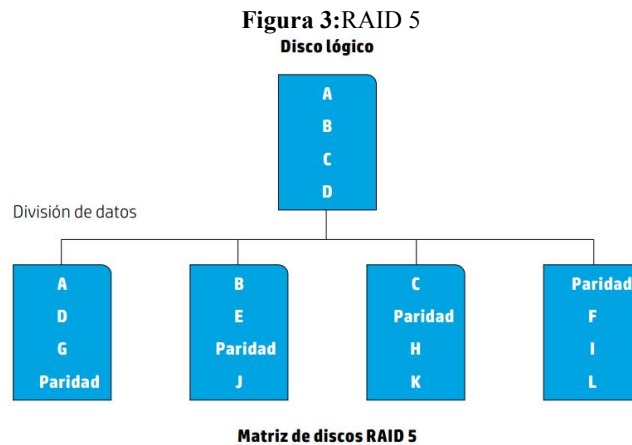 Figura 3:RAID 5
Disco lógico
A
B
C
D
División de datos
A
D
G
Paridad
B
E
Paridad
J
C
Paridad
H
K
Paridad
F
I
L
Matriz de discos RAID 5